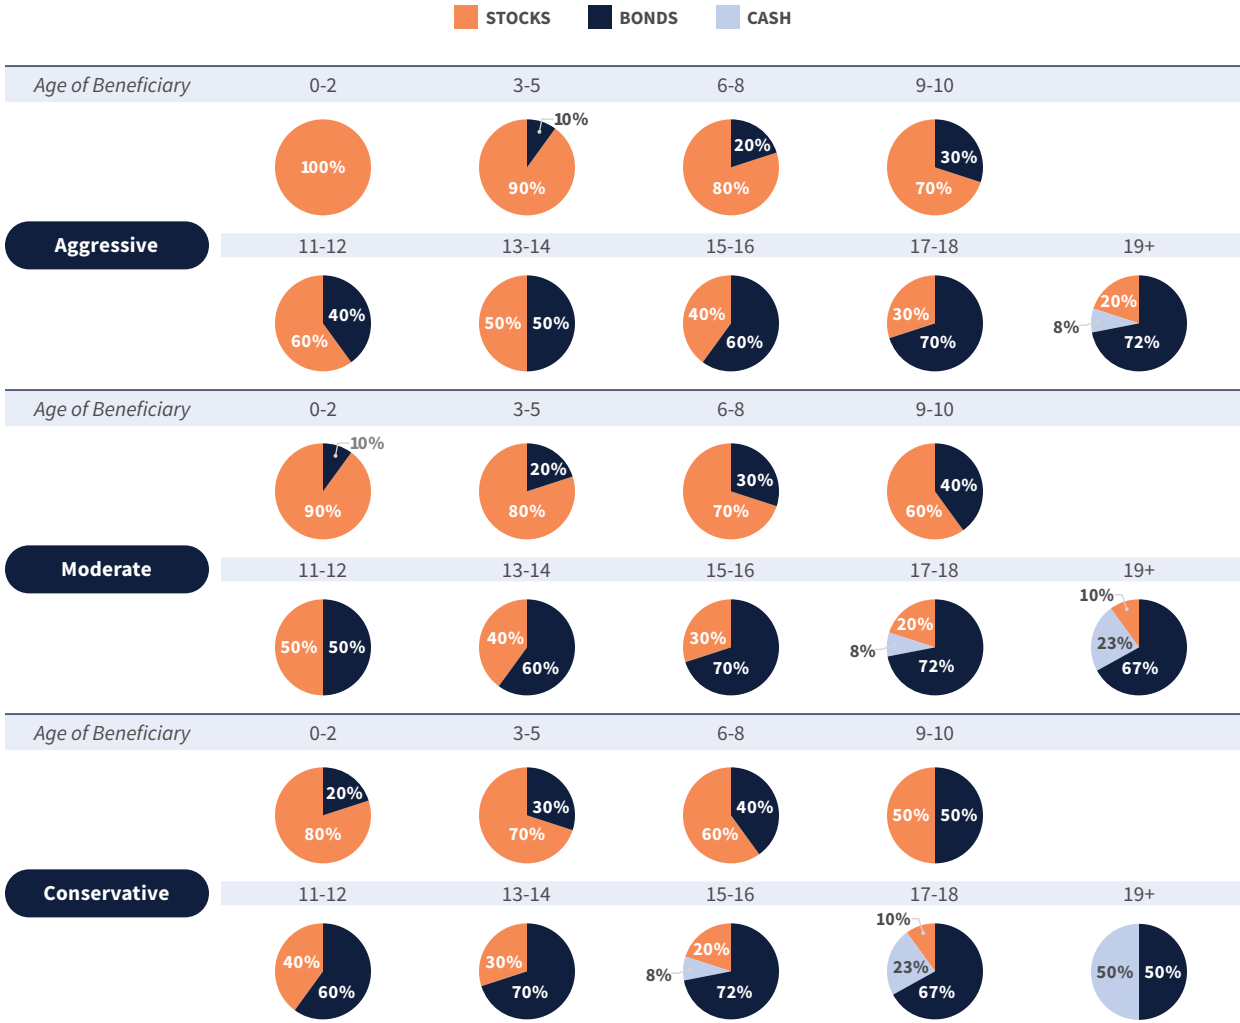 STOCKS BONDS CASH
Age of Beneficiary 0-2 3-5 6-8 9-10
10%
20%
30%
100%
90% 80% 70%
Aggressive 11-12 13-14 15-16 17-18 19+
20%
40% 40% 30%
50% 50% 8%
60% 60% 70% 72%
Age of Beneficiary 0-2 3-5 6-8 9-10
10%
20%
30% 40%
90% 80% 70% 60%
Moderate 11-12 13-14 15-16 17-18 19+
10%
20%
40% 30% 23%
50% 50% 8%
60% 70% 72% 67%
Age of Beneficiary 0-2 3-5 6-8 9-10
20%
30% 40% 50% 50%
80% 70% 60%
Conservative 11-12 13-14 15-16 17-18 19+
10%
20%
40% 30% 8% 23% 50% 50%
60% 70% 72% 67%